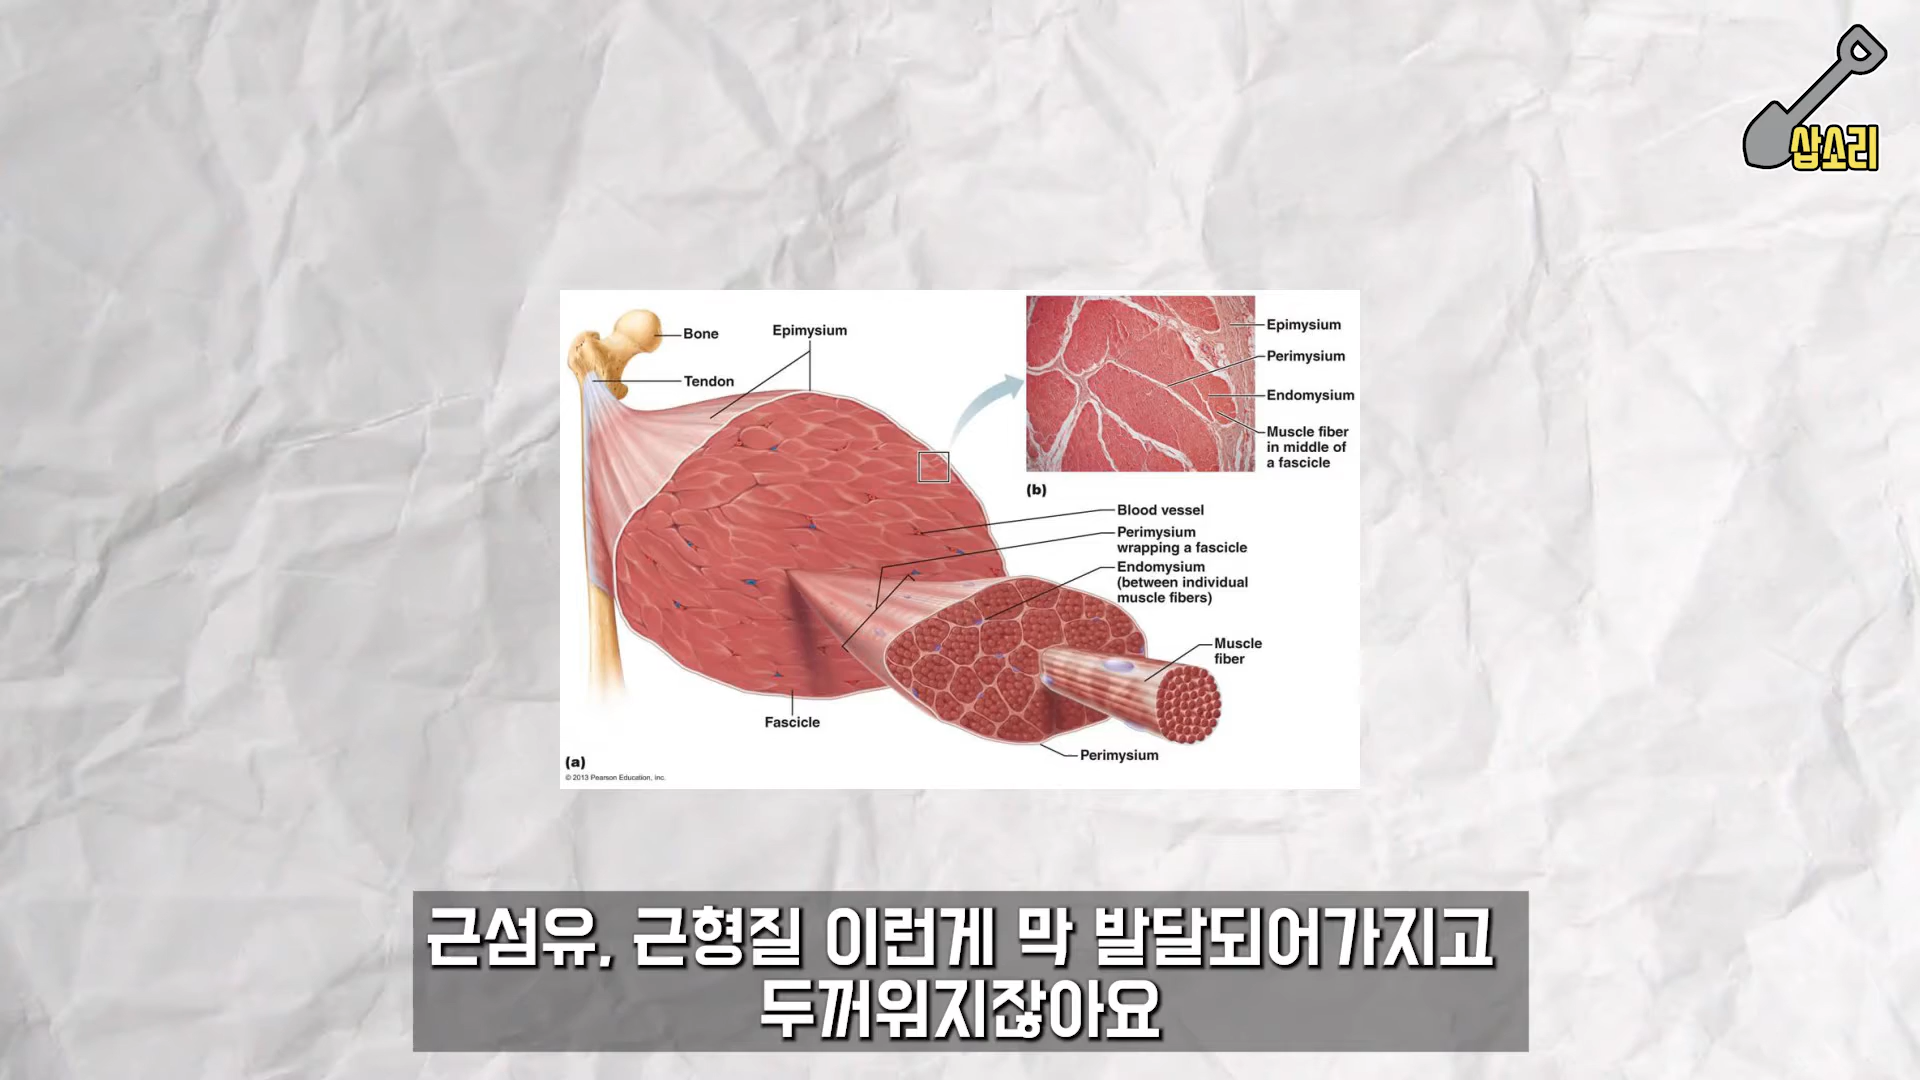 삽소리
Bone
Epimysium
Tendon
Epimysium
Perimysium
Endomysium
Muscle fiber
in middle of
a fascicle
(b)
Blood vessel
Perimysium
wrapping a fascicle
Endomysium
(between individual
muscle fibers)
Muscle
fiber
Fascicle
Perimysium
(a)
© 2013 Pearson Education, Inc.
근섬유, 근형질 이런게 막 발달되어가지고
두꺼워지잖아요